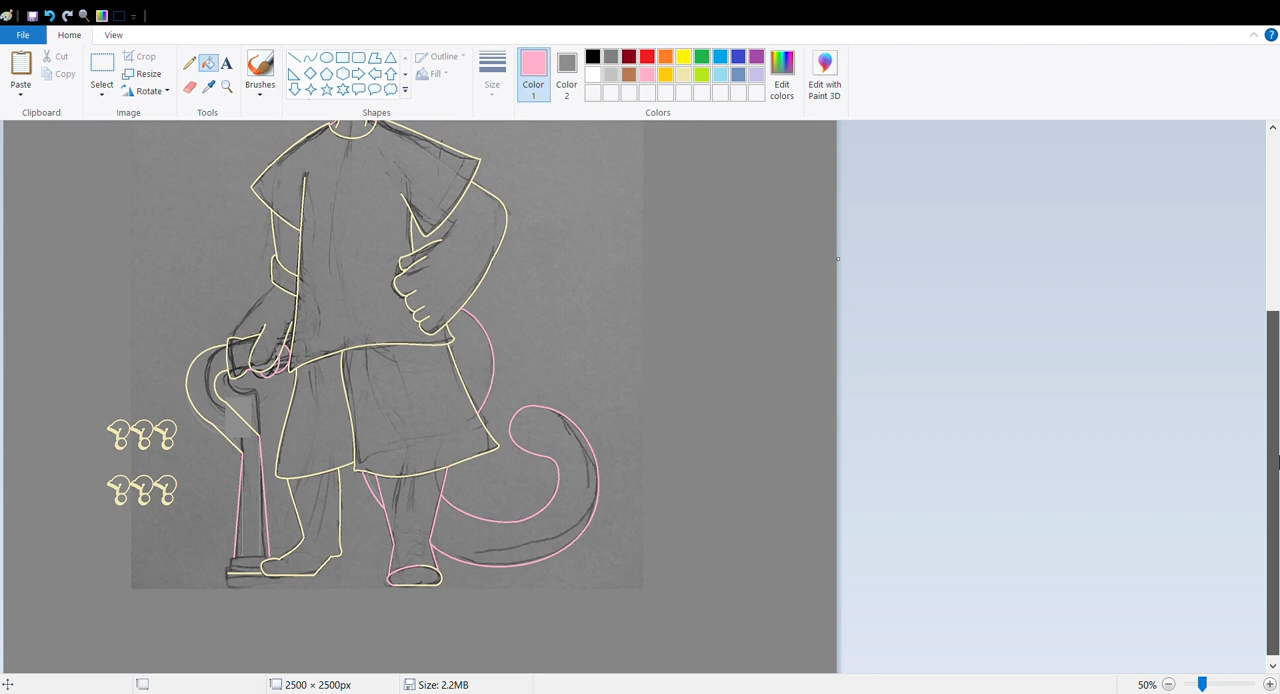 File Home View
Paste
Cut
Copy
Clipboard
Select
Crop
Resize
Rotate
Image
A
Tools
Brushes
Outline
Fill
Shapes
Size
Color 1
Color 2
Edit colors
Colors
Edit with Paint 3D
?
2500 × 2500px
Size: 2.2MB
50%